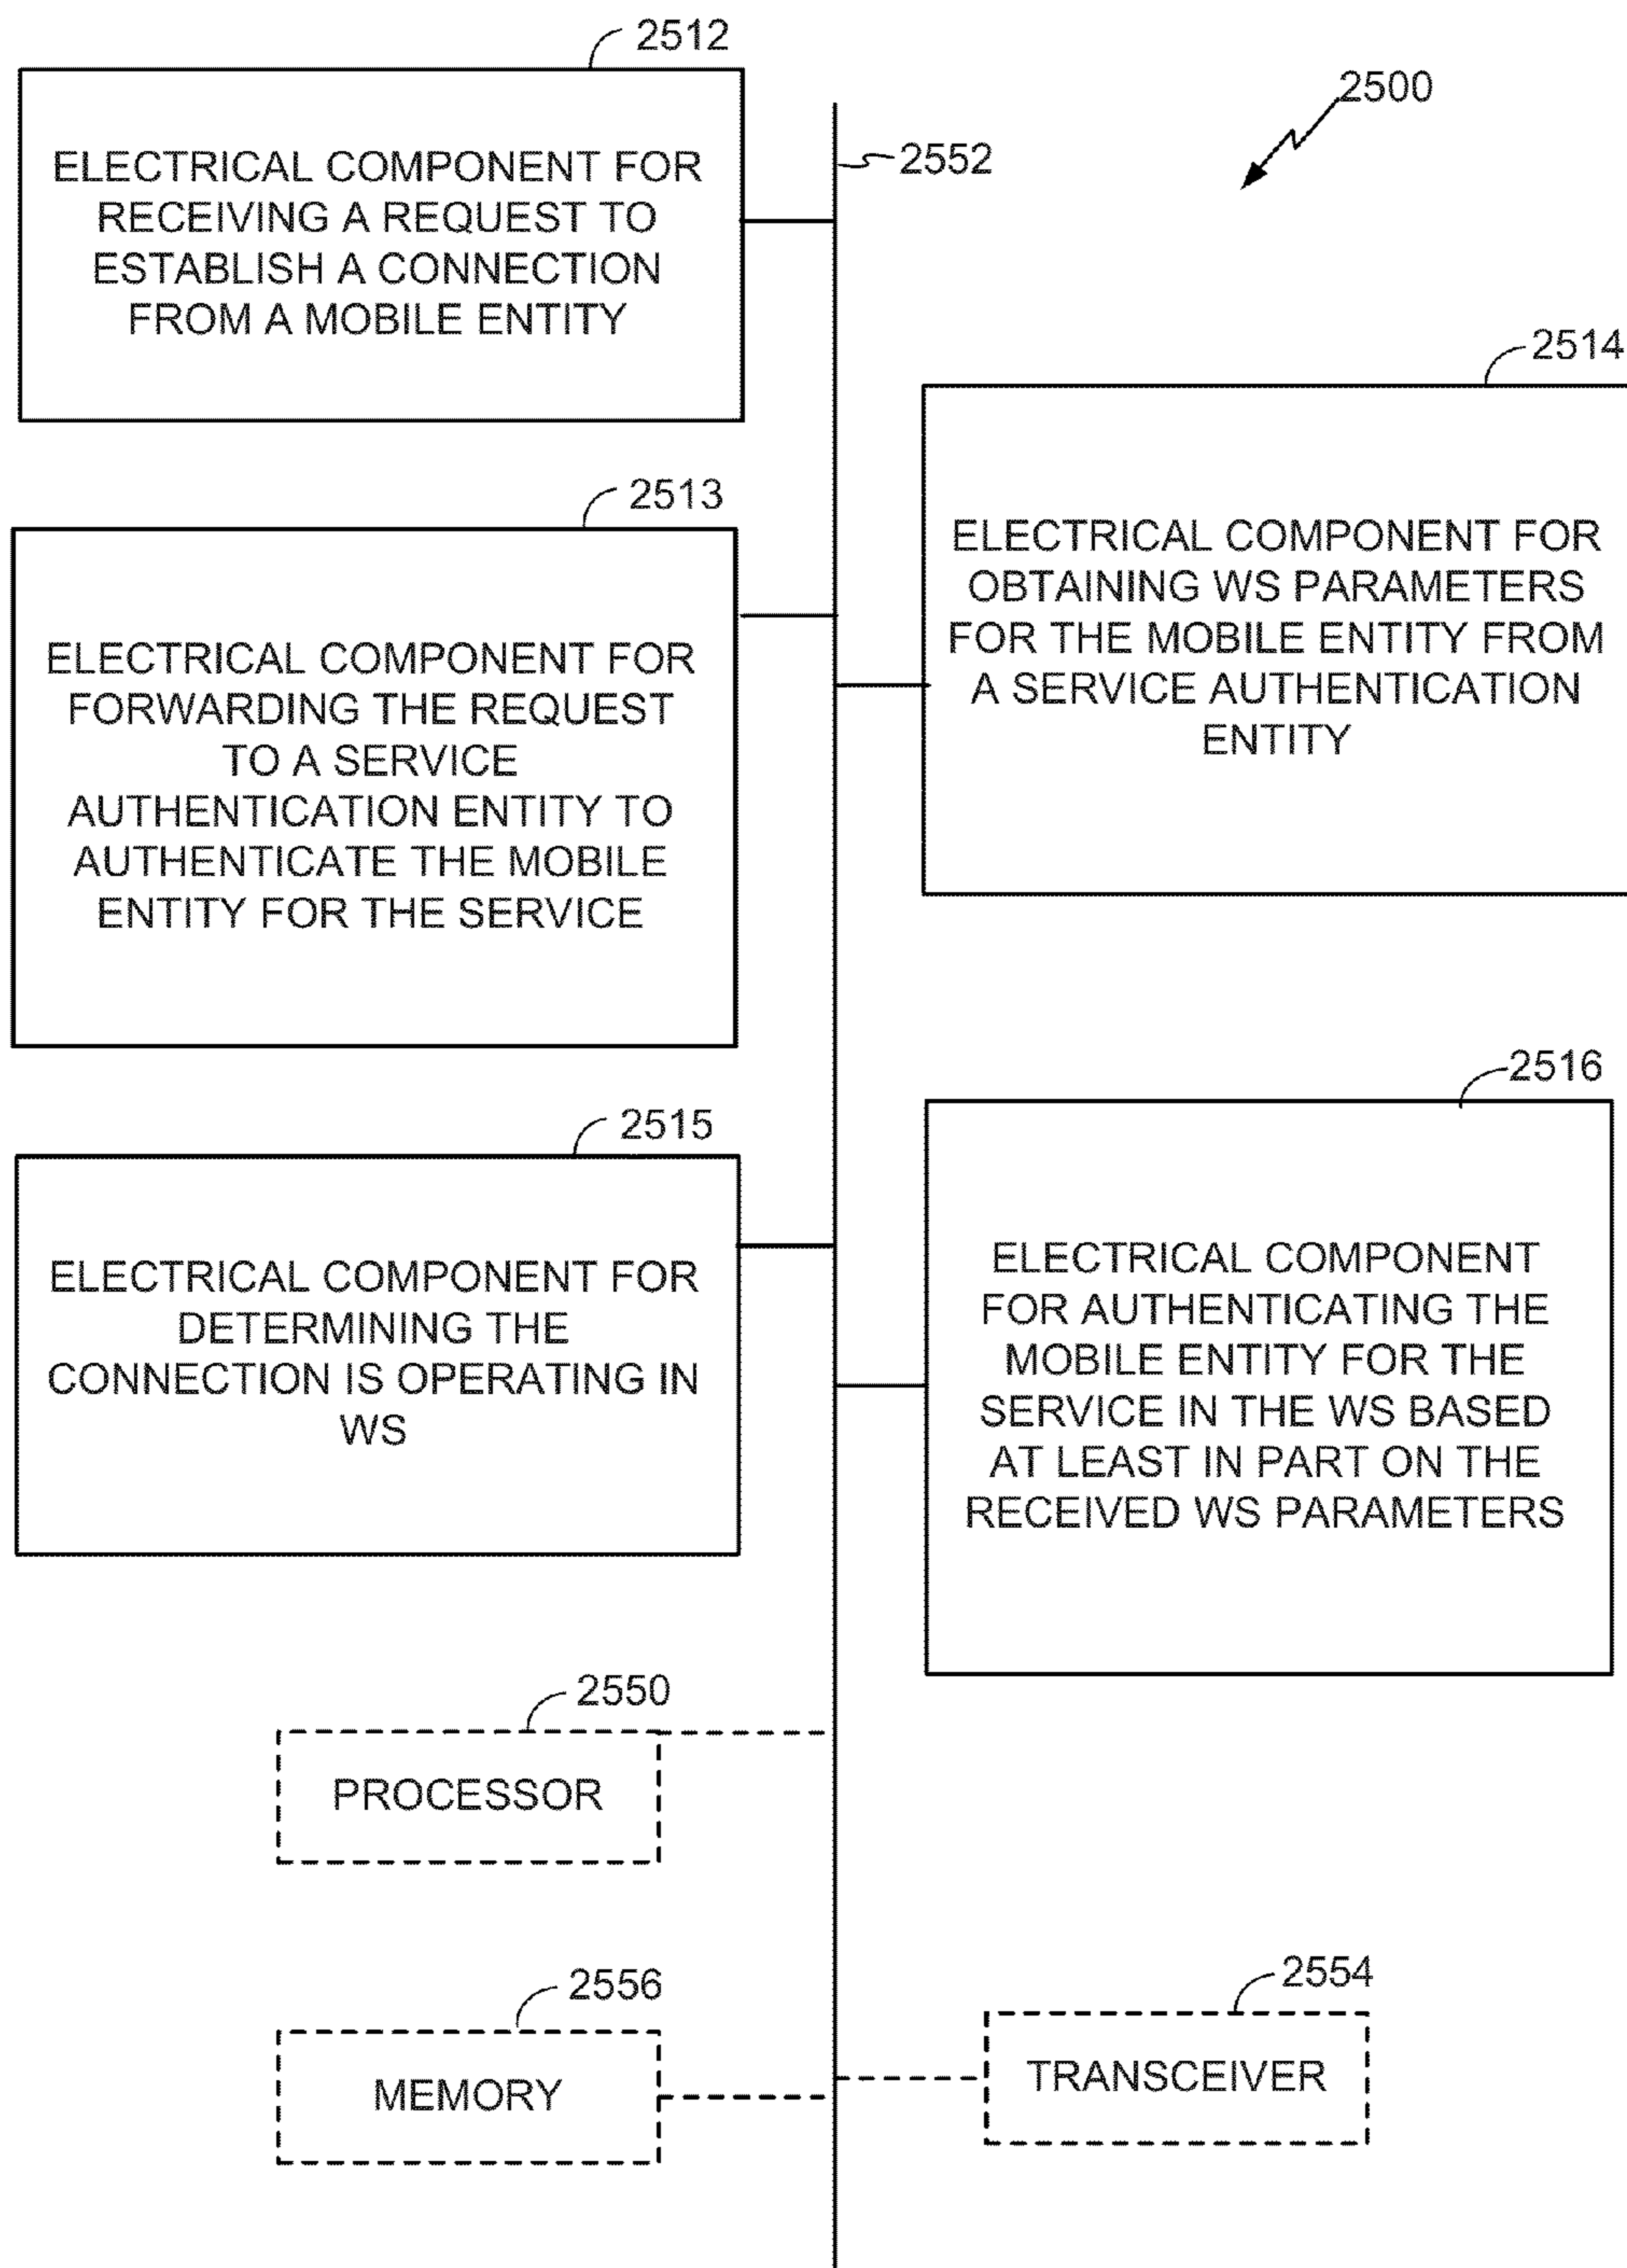 2512
2500
2552
ELECTRICAL COMPONENT FOR
RECEIVING A REQUEST TO
ESTABLISH A CONNECTION
FROM A MOBILE ENTITY
2514
ELECTRICAL COMPONENT FOR
OBTAINING WS PARAMETERS
FOR THE MOBILE ENTITY FROM
A SERVICE AUTHENTICATION
ENTITY
2513
ELECTRICAL COMPONENT FOR
FORWARDING THE REQUEST
TO A SERVICE
AUTHENTICATION ENTITY TO
AUTHENTICATE THE MOBILE
ENTITY FOR THE SERVICE
2516
ELECTRICAL COMPONENT
FOR AUTHENTICATING THE
MOBILE ENTITY FOR THE
SERVICE IN THE WS BASED
AT LEAST IN PART ON THE
RECEIVED WS PARAMETERS
2515
ELECTRICAL COMPONENT FOR
DETERMINING THE
CONNECTION IS OPERATING IN
WS
2550
PROCESSOR
2556
MEMORY
2554
TRANSCEIVER